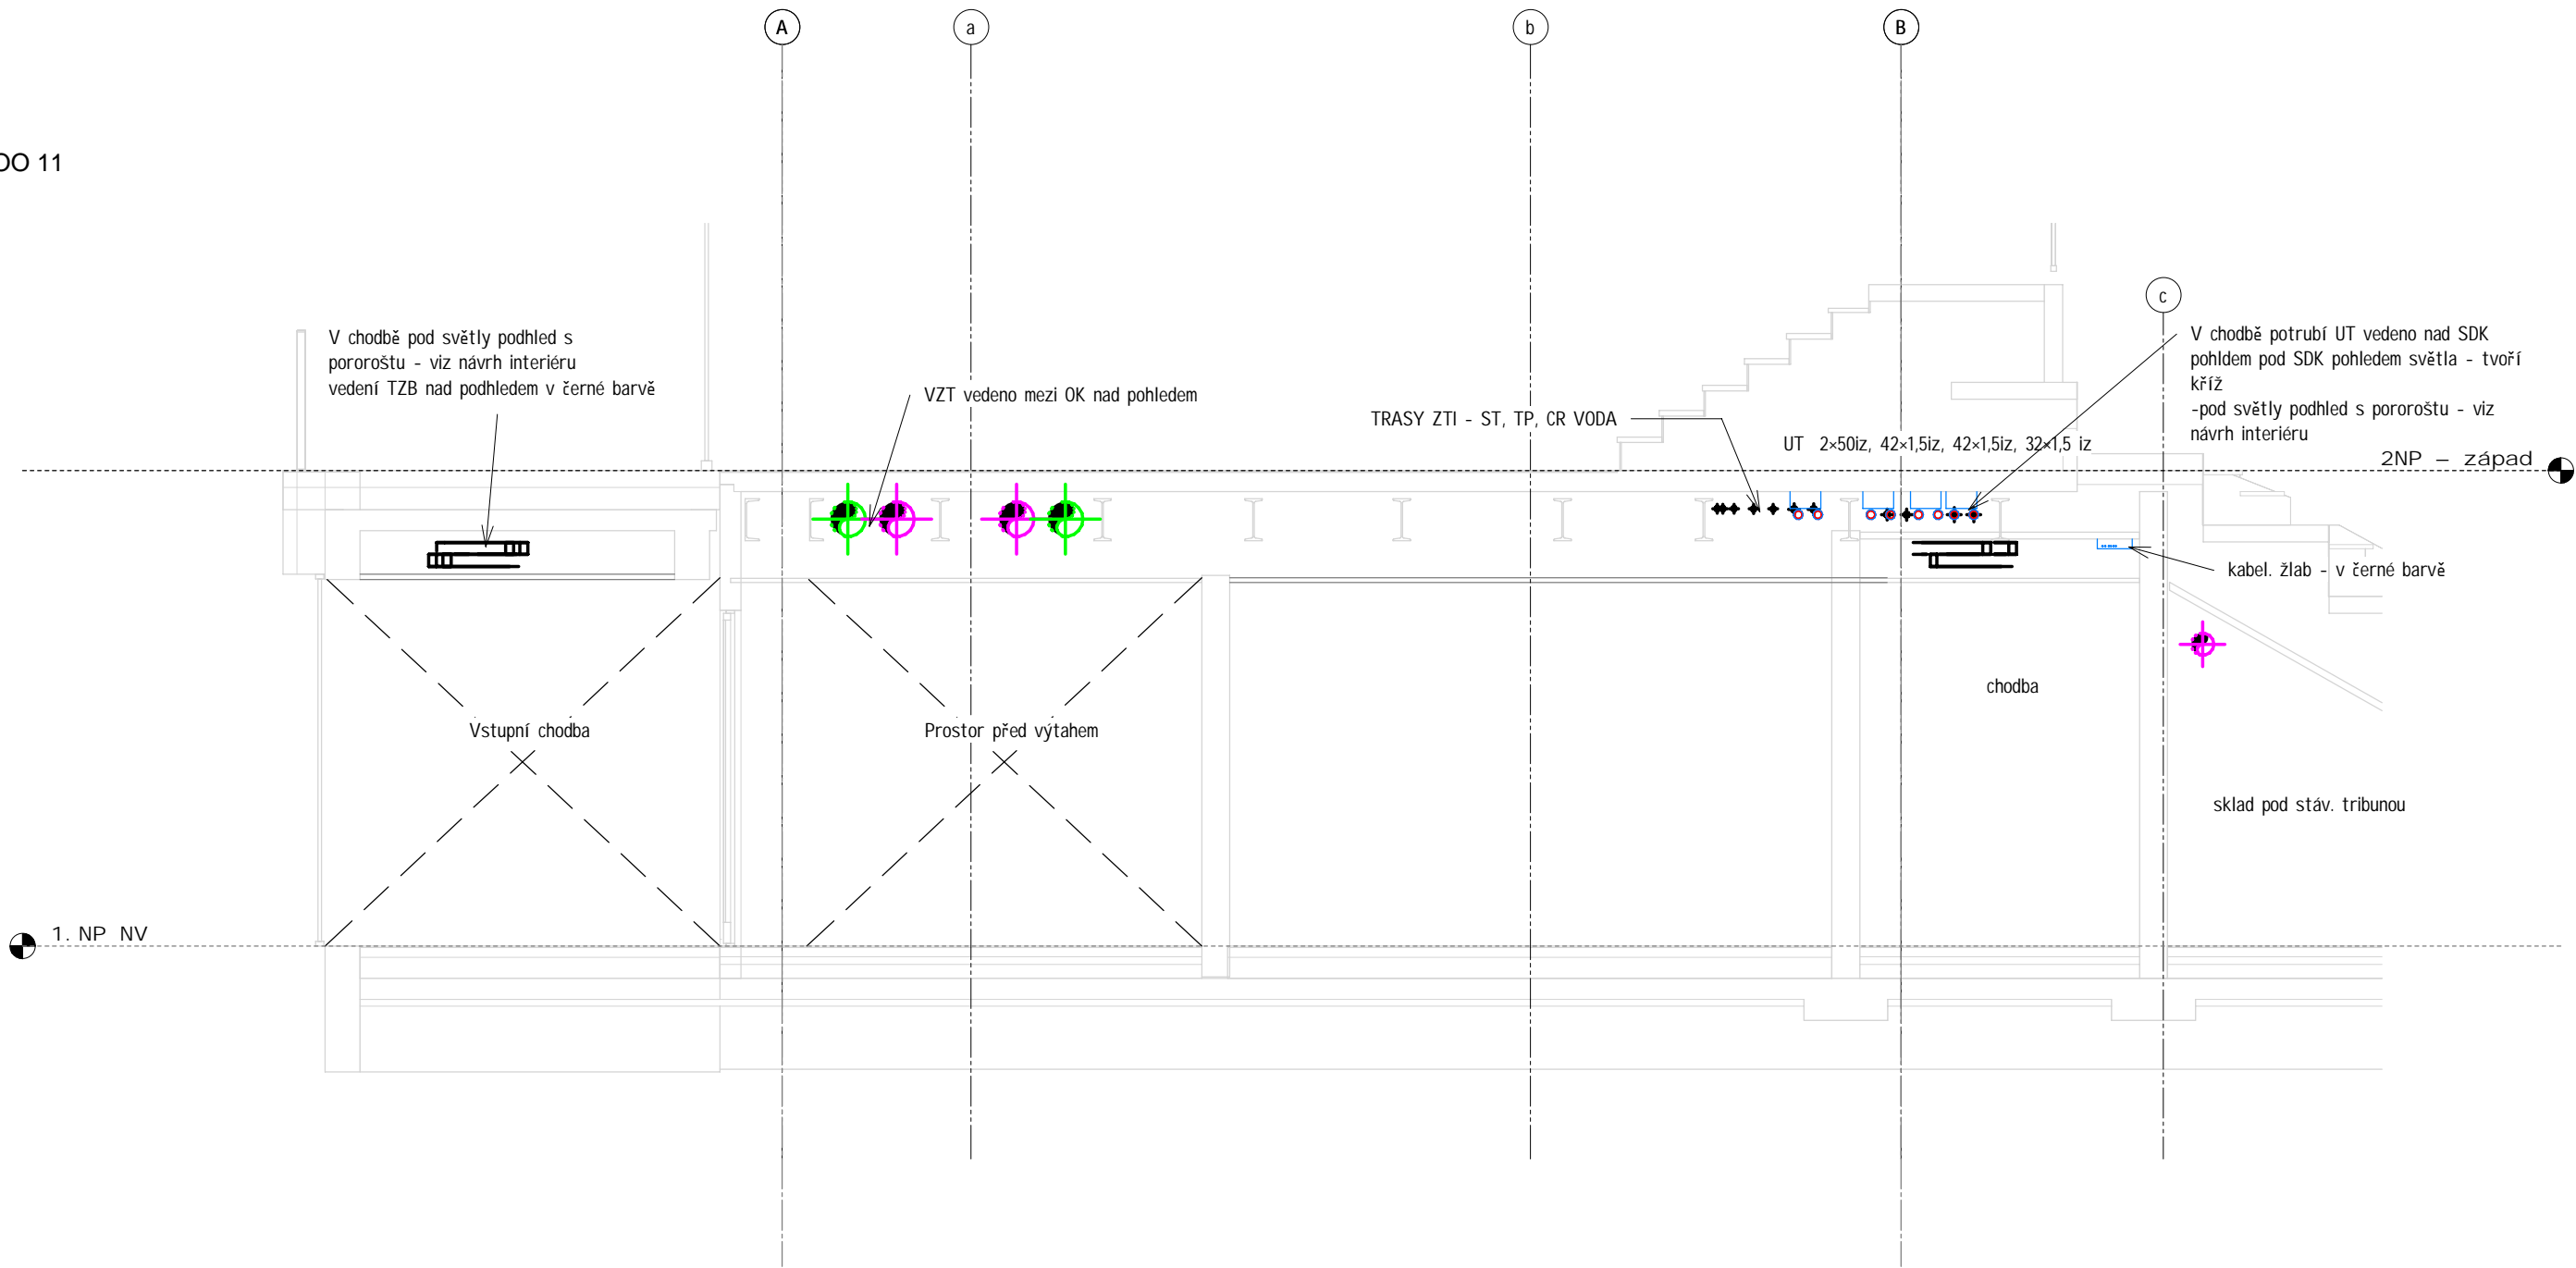 A
a
b
B
DO 11
c
V chodbě pod světly podhled s
pororoštu - viz návrh interiéru
vedení TZB nad podhledem v černé barvě
VZT vedeno mezi OK nad pohledem
TRASY ZTI - ST, TP, CR VODA
V chodbě potrubí UT vedeno nad SDK
pohldem pod SDK pohledem světla - tvoří
kříž
-pod světly podhled s pororoštu - viz
návrh interiéru
UT 2×50iz, 42×1,5iz, 42×1,5iz, 32×1,5 iz
2NP – západ
kabel. žlab - v černé barvě
chodba
Vstupní chodba
Prostor před výtahem
sklad pod stáv. tribunou
1. NP NV